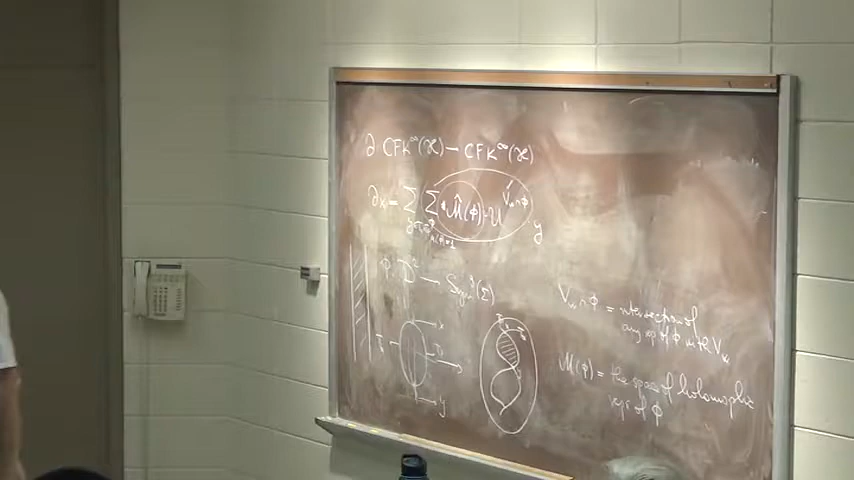 ∂ CFK^∞(H) — CFK^∞(H)
∂x = Σ Σ # M̂(φ) · U^{V_w ∩ φ} y
φ: D² → Sym^g(Σ)
x
y
V_w ∩ φ = intersection of
any rep of φ with V_w
M(φ) = the space of holomorphic
reps of φ